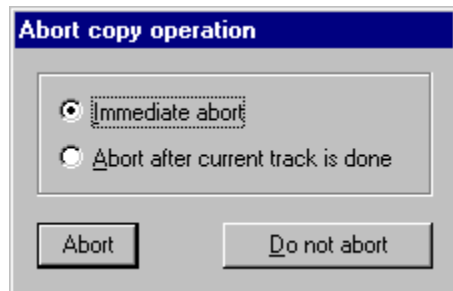 Abort copy operation
Immediate abort
Abort after current track is done
Abort
Do not abort